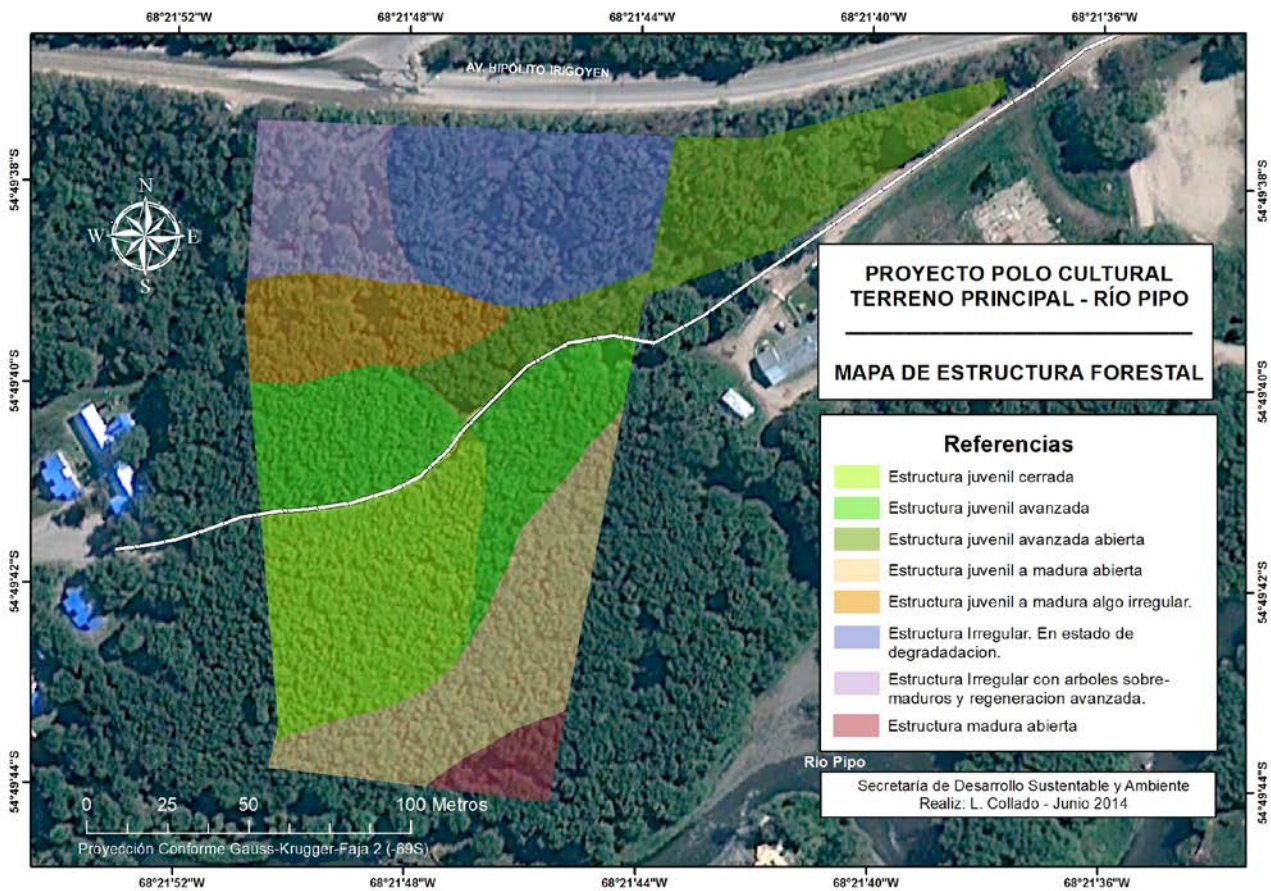 68°21'52"W 68°21'48"W 68°21'44"W 68°21'40"W 68°21'36"W
AV. HIPÓLITO IRIGOYEN
54°49'38"S
54°49'38"S
N
W E
S
PROYECTO POLO CULTURAL
TERRENO PRINCIPAL - RÍO PIPO
MAPA DE ESTRUCTURA FORESTAL
54°49'40"S
54°49'40"S
Referencias
Estructura juvenil cerrada
Estructura juvenil avanzada
Estructura juvenil avanzada abierta
Estructura juvenil a madura abierta
Estructura juvenil a madura algo irregular.
Estructura Irregular. En estado de
degradadacion.
Estructura Irregular con arboles sobre-
maduros y regeneracion avanzada.
Estructura madura abierta
54°49'42"S
54°49'42"S
Río Pipo
Secretaría de Desarrollo Sustentable y Ambiente
Realiz: L. Collado - Junio 2014
54°49'44"S
54°49'44"S
0 25 50 100 Metros
Proyección Conforme Gauss-Krugger-Faja 2 (-69S)
68°21'52"W 68°21'48"W 68°21'44"W 68°21'40"W 68°21'36"W